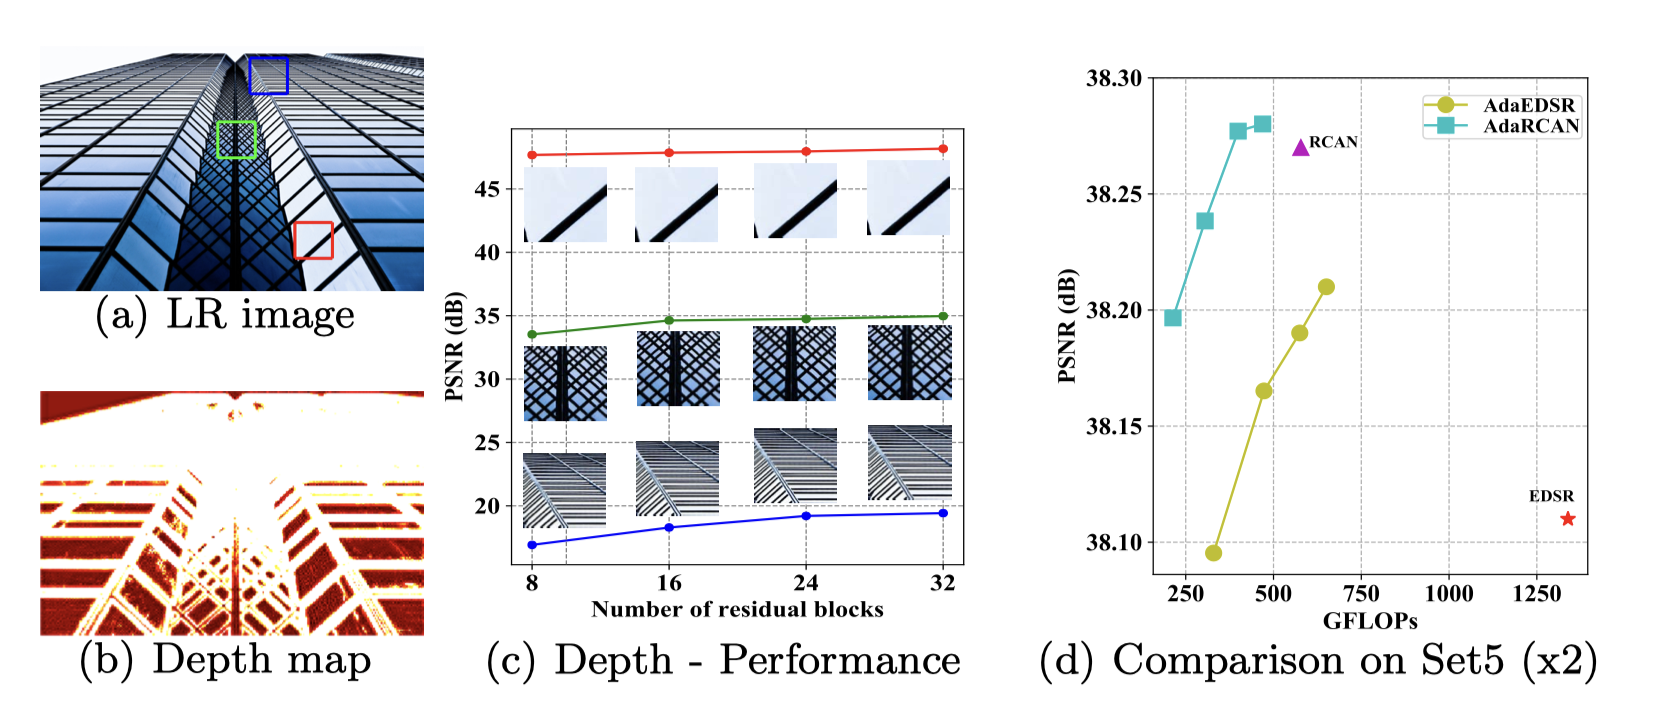 (a) LR image
(b) Depth map
45
40
35
30
25
20
PSNR (dB)
8 16 24 32
Number of residual blocks
(c) Depth - Performance
38.30
38.25
38.20
38.15
38.10
PSNR (dB)
AdaEDSR
AdaRCAN
RCAN
EDSR
250 500 750 1000 1250
GFLOPs
(d) Comparison on Set5 (x2)